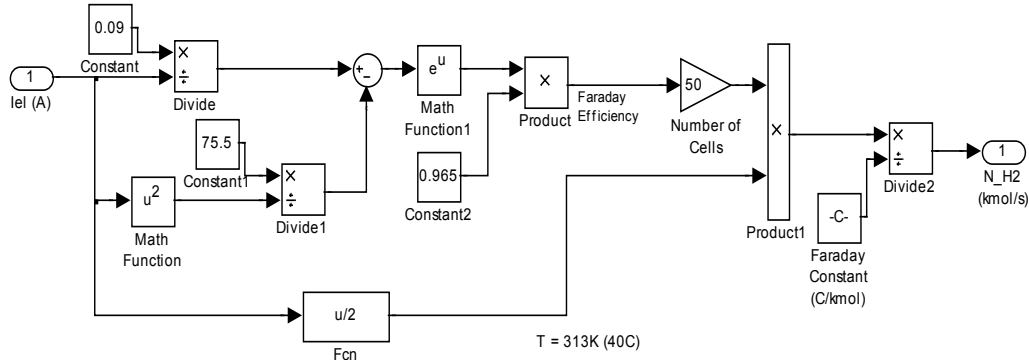 1
Iel (A)
0.09
Constant
×
÷
Divide
+
−
e^u
Math
Function1
×
Product
Faraday
Efficiency
50
Number of
Cells
75.5
Constant1
×
÷
Divide1
u^2
Math
Function
0.965
Constant2
×
Product1
×
÷
Divide2
1
N_H2
(kmol/s)
-C-
Faraday
Constant
(C/kmol)
u/2
Fcn
T = 313K (40C)